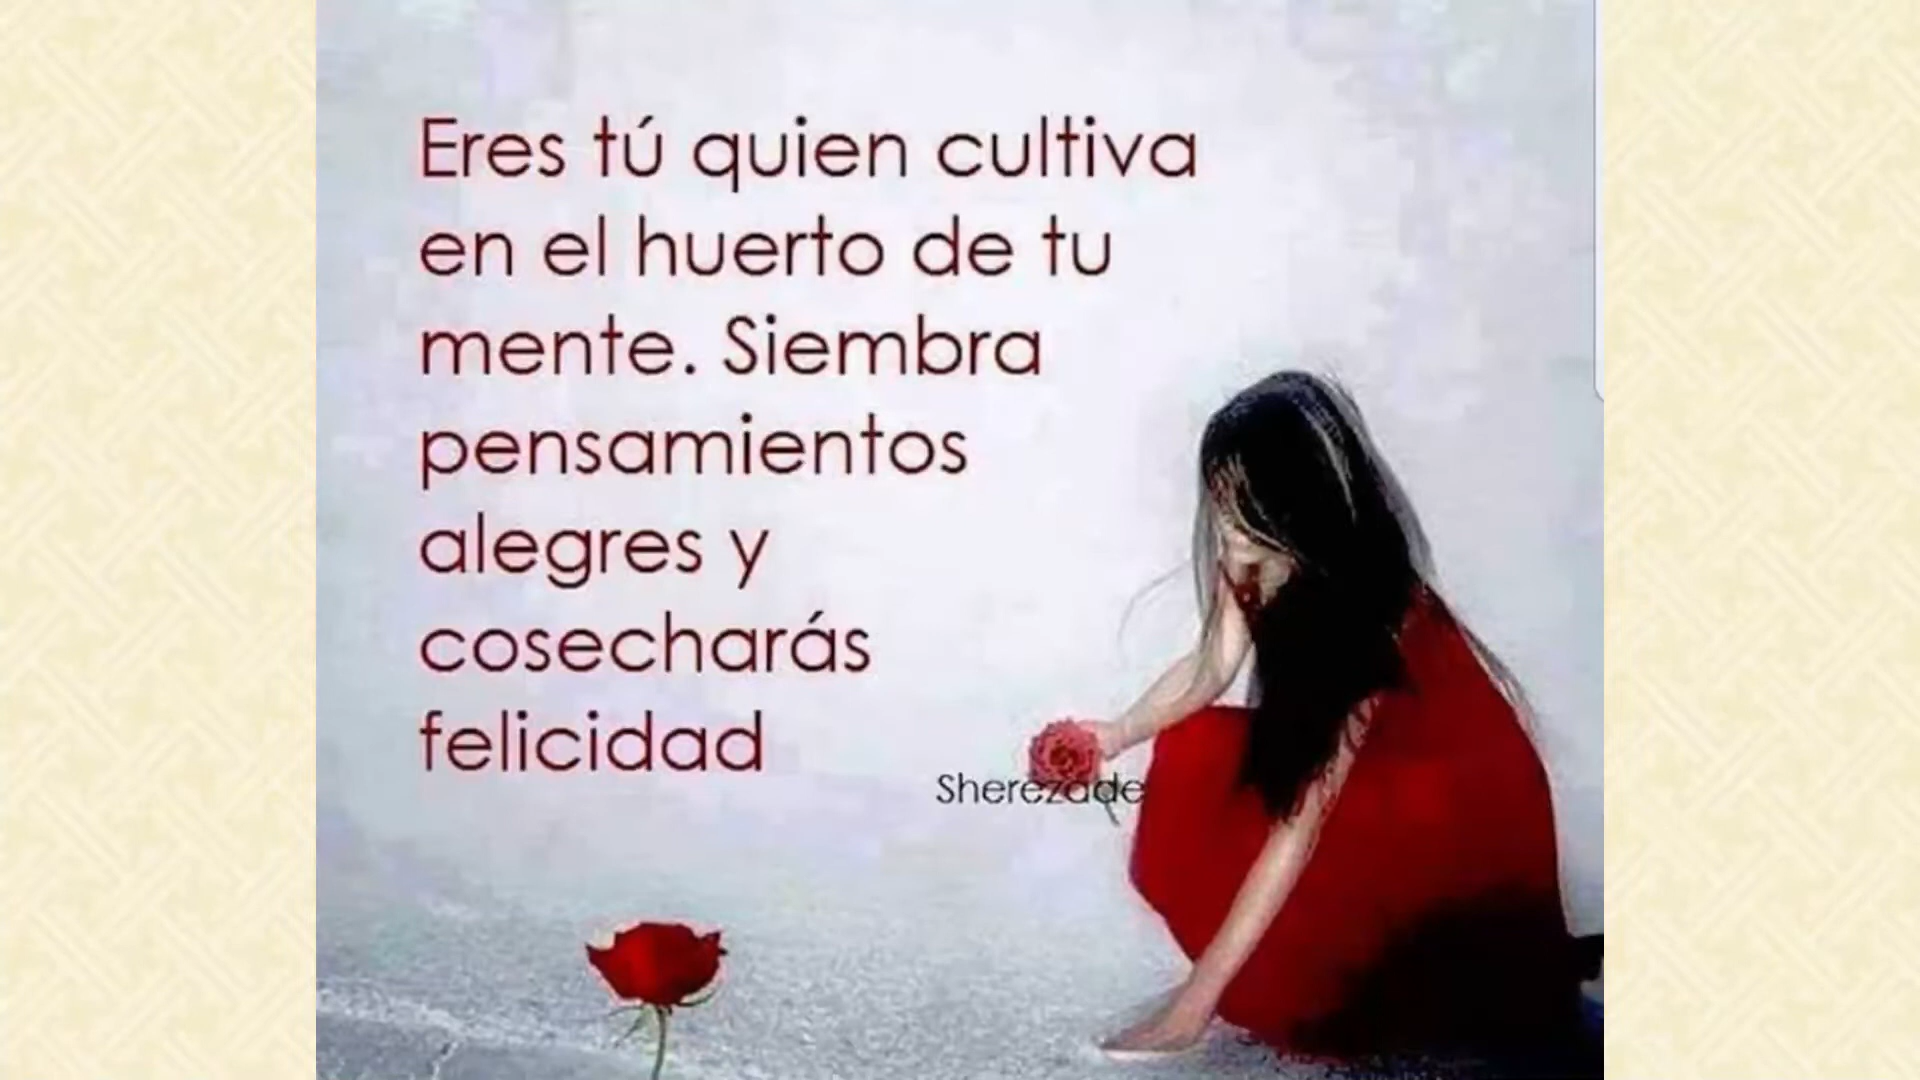 Eres tú quien cultiva
en el huerto de tu
mente. Siembra
pensamientos
alegres y
cosecharás
felicidad
Sherezade